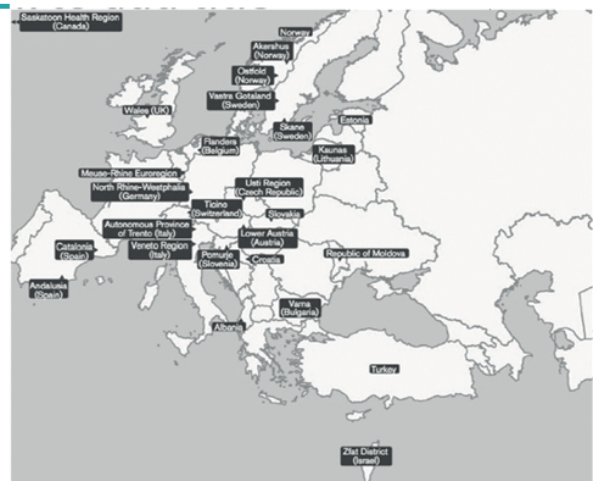 Saskatoon Health Region
(Canada)
Norway
Akershus
(Norway)
Ostfold
(Norway)
Vastra Gotaland
(Sweden)
Wales (UK)
Skane
(Sweden)
Estonia
Flanders
(Belgium)
Kaunas
(Lithuania)
Meuse-Rhine Euroregion
North Rhine-Westphalia
(Germany)
Usti Region
(Czech Republic)
Ticino
(Switzerland)
Slovakia
Autonomous Province
of Trento (Italy)
Lower Austria
(Austria)
Catalonia
(Spain)
Veneto Region
(Italy)
Pomurje
(Slovenia)
Croatia
Republic of Moldova
Andalusia
(Spain)
Varna
(Bulgaria)
Albania
Turkey
Zfat District
(Israel)